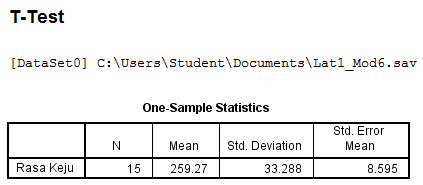 T-Test
[DataSet0] C:\Users\Student\Documents\Lat1_Mod6.sav
One-Sample Statistics
N Mean Std. Deviation Std. Error Mean
Rasa Keju 15 259.27 33.288 8.595